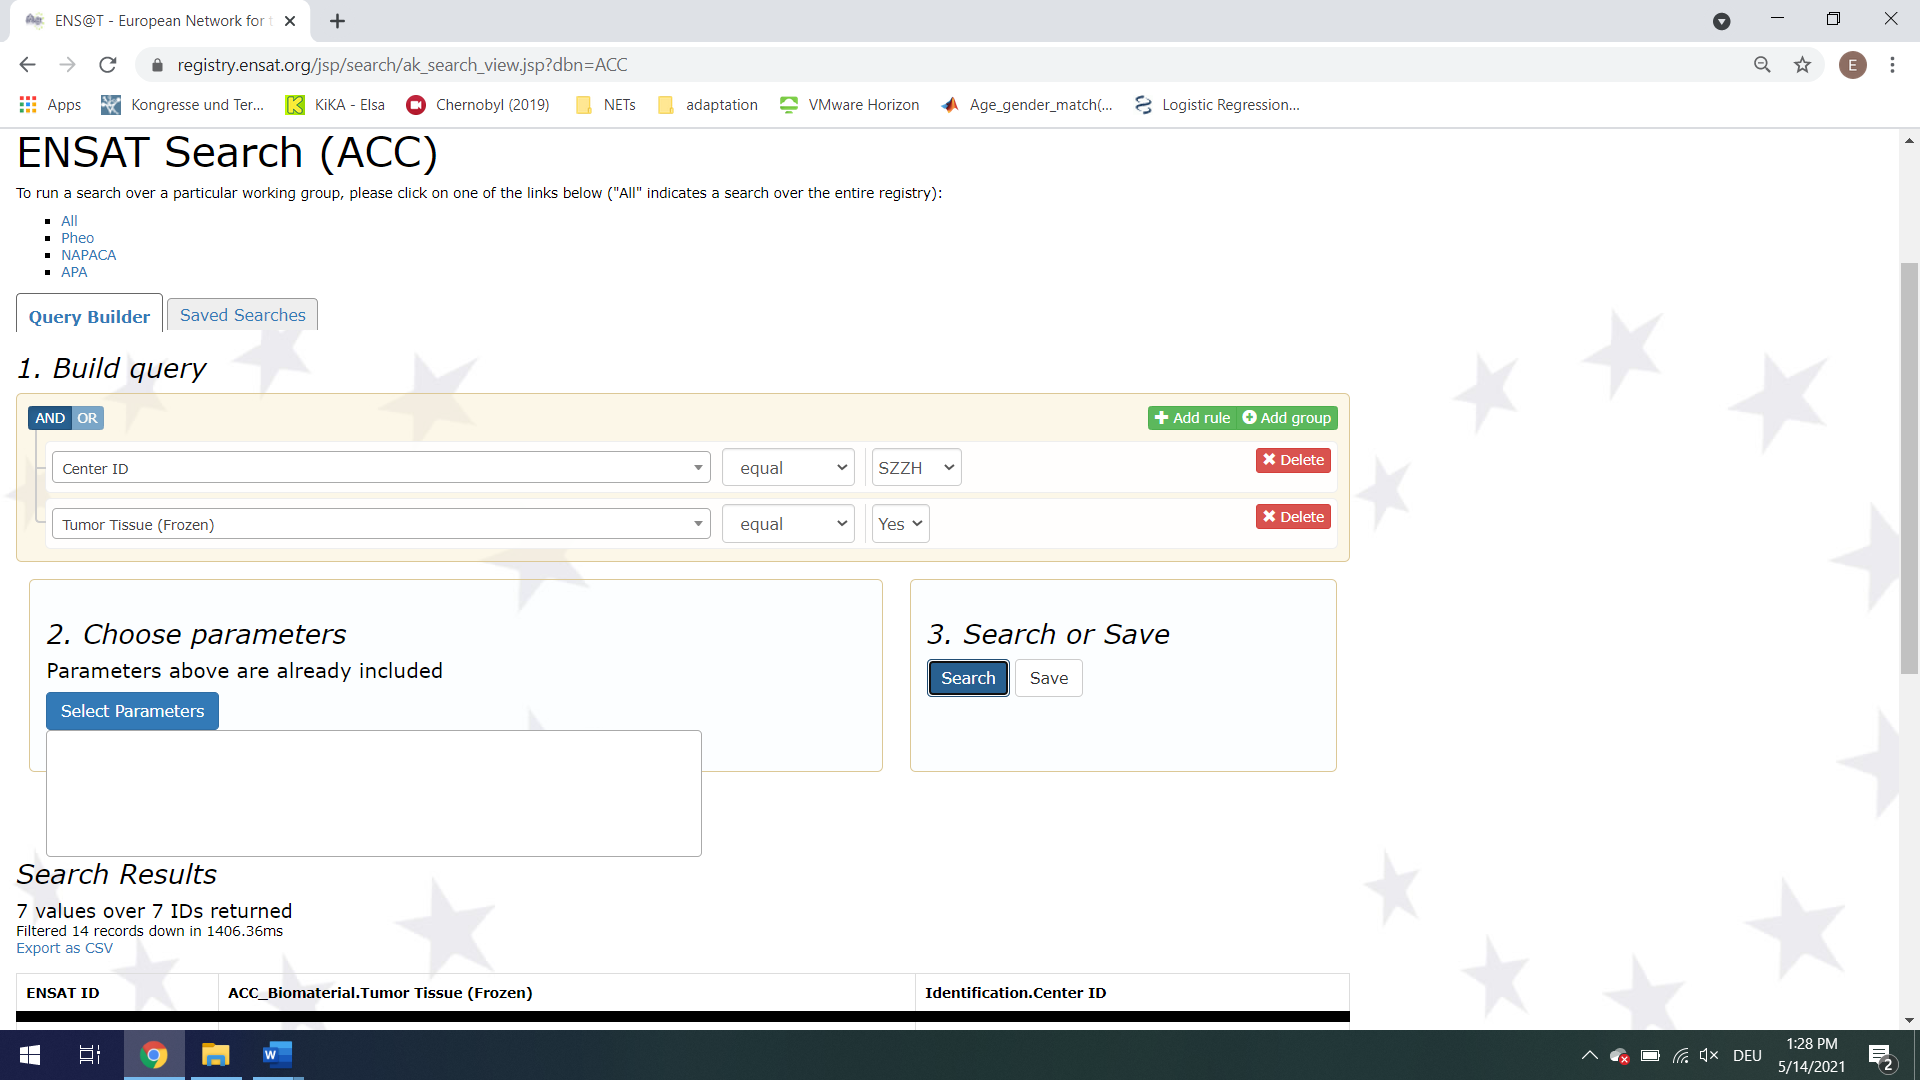 ENS@T - European Network for t
registry.ensat.org/jsp/search/ak_search_view.jsp?dbn=ACC
E
Apps
Kongresse und Ter...
KiKA - Elsa
Chernobyl (2019)
NETs
adaptation
VMware Horizon
Age_gender_match(...
Logistic Regression...
ENSAT Search (ACC)
To run a search over a particular working group, please click on one of the links below ("All" indicates a search over the entire registry):
All
Pheo
NAPACA
APA
Query Builder
Saved Searches
1. Build query
AND OR
Add rule
Add group
Center ID
equal
SZZH
Delete
Tumor Tissue (Frozen)
equal
Yes
Delete
2. Choose parameters
Parameters above are already included
Select Parameters
3. Search or Save
Search
Save
Search Results
7 values over 7 IDs returned
Filtered 14 records down in 1406.36ms
Export as CSV
ENSAT ID
ACC_Biomaterial.Tumor Tissue (Frozen)
Identification.Center ID
W
DEU
1:28 PM
5/14/2021
2